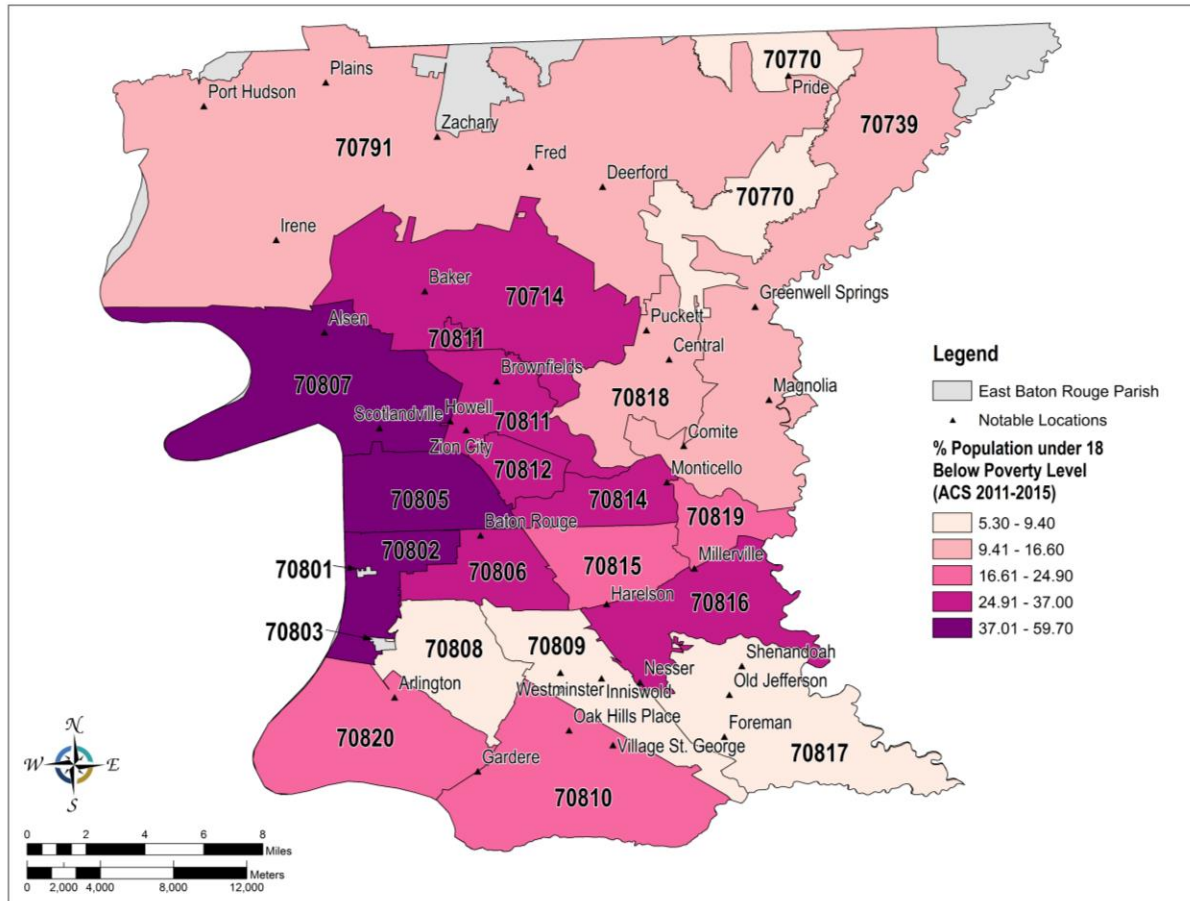 70770
Plains
Pride
Port Hudson
70739
Zachary
70791
Fred
Deerford
70770
Irene
Baker
70714
Greenwell Springs
Alsen
Puckett
70811
Central
Brownfields
70807
Magnolia
70818
Scotlandville
Howell
70811
Comite
Zion City
70812
Monticello
70814
70805
70819
Baton Rouge
70802
Millerville
70801
70806
70815
Harelson
70816
70803
70808
70809
Shenandoah
Nesser
Old Jefferson
Arlington
Westminster
Inniswold
Oak Hills Place
Foreman
70820
Village St. George
70817
Gardere
70810
Legend
East Baton Rouge Parish
Notable Locations
% Population under 18
Below Poverty Level
(ACS 2011-2015)
5.30 - 9.40
9.41 - 16.60
16.61 - 24.90
24.91 - 37.00
37.01 - 59.70
N
W E
S
0 2 4 6 8
Miles
Meters
0 2,000 4,000 8,000 12,000